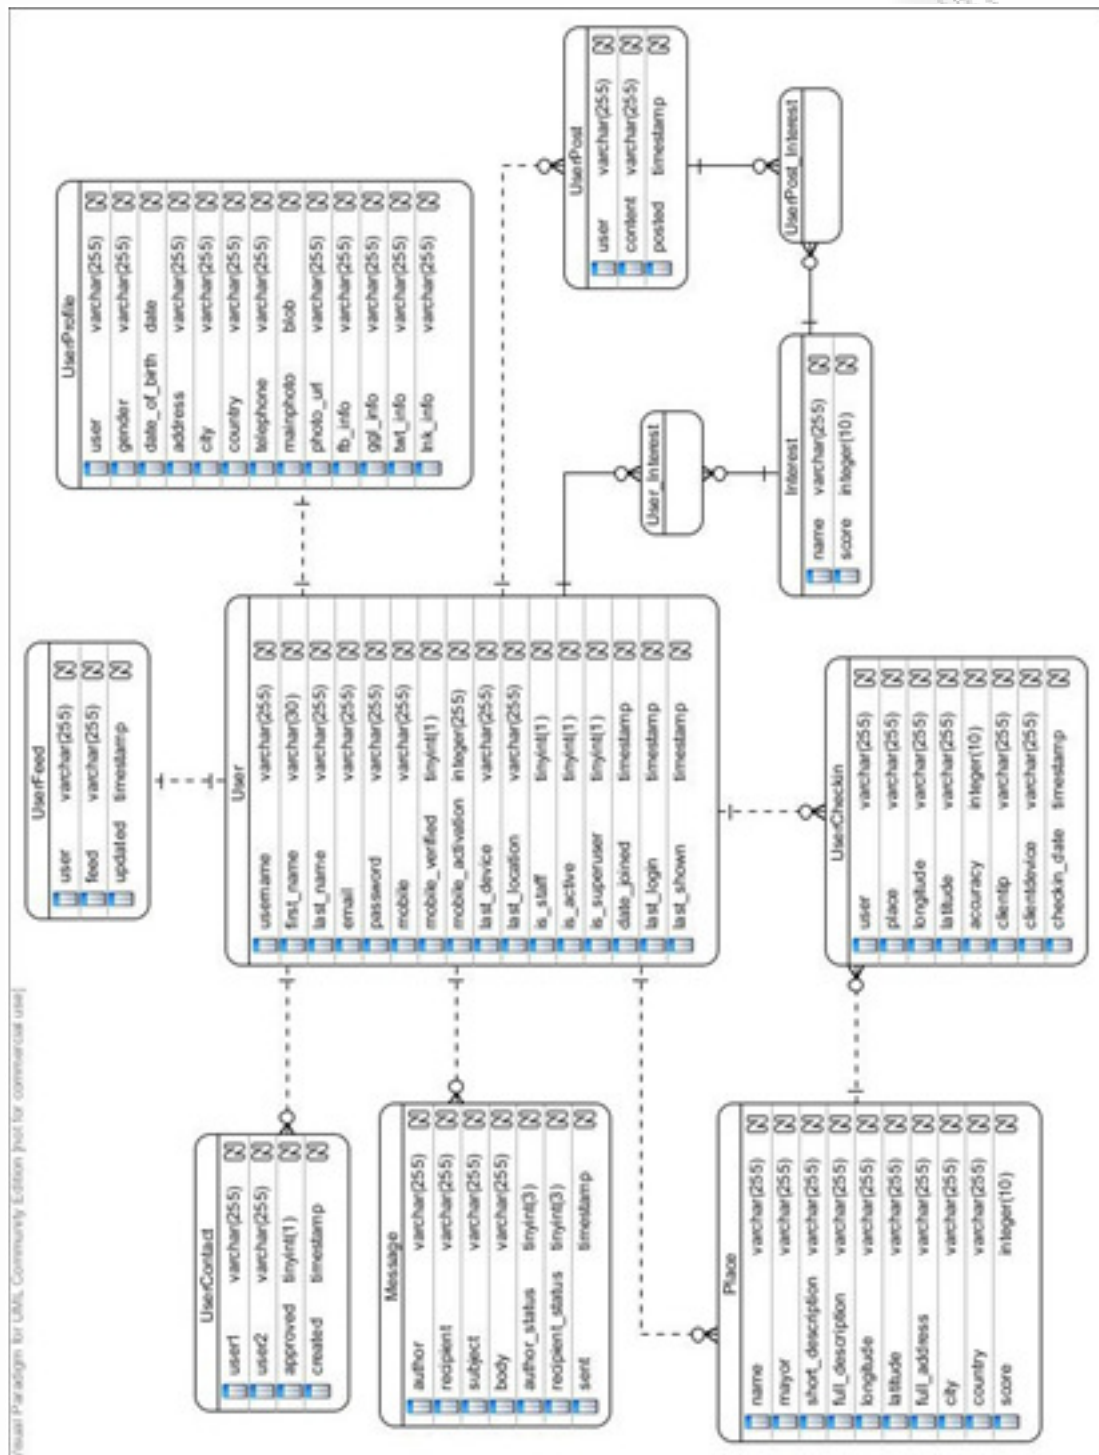 Visual Paradigm for UML Community Edition [not for commercial use]
UserFeed
user varchar(255) N
feed varchar(255) N
updated timestamp N
UserProfile
user varchar(255) N
gender varchar(255) N
date_of_birth date N
address varchar(255) N
city varchar(255) N
country varchar(255) N
telephone varchar(255) N
mainphoto blob N
photo_url varchar(255) N
fb_info varchar(255) N
ggl_info varchar(255) N
twt_info varchar(255) N
lnk_info varchar(255) N
UserContact
user1 varchar(255) N
user2 varchar(255) N
approved tinyint(1) N
created timestamp N
User
username varchar(255) N
first_name varchar(30) N
last_name varchar(255) N
email varchar(255) N
password varchar(255) N
mobile varchar(255) N
mobile_verified tinyint(1) N
mobile_activation integer(255) N
last_device varchar(255) N
last_location varchar(255) N
is_staff tinyint(1) N
is_active tinyint(1) N
is_superuser tinyint(1) N
date_joined timestamp N
last_login timestamp N
last_shown timestamp N
Message
author varchar(255) N
recipient varchar(255) N
subject varchar(255) N
body varchar(255) N
author_status tinyint(3) N
recipient_status tinyint(3) N
sent timestamp N
UserPost
user varchar(255) N
content varchar(255) N
posted timestamp N
User_Interest
UserPost_Interest
Place
name varchar(255) N
mayor varchar(255) N
short_description varchar(255) N
full_description varchar(255) N
longitude varchar(255) N
latitude varchar(255) N
full_address varchar(255) N
city varchar(255) N
country varchar(255) N
score integer(10) N
UserCheckin
user varchar(255) N
place varchar(255) N
longitude varchar(255) N
latitude varchar(255) N
accuracy integer(10) N
clientip varchar(255) N
clientdevice varchar(255) N
checkin_date timestamp N
Interest
name varchar(255) N
score integer(10) N